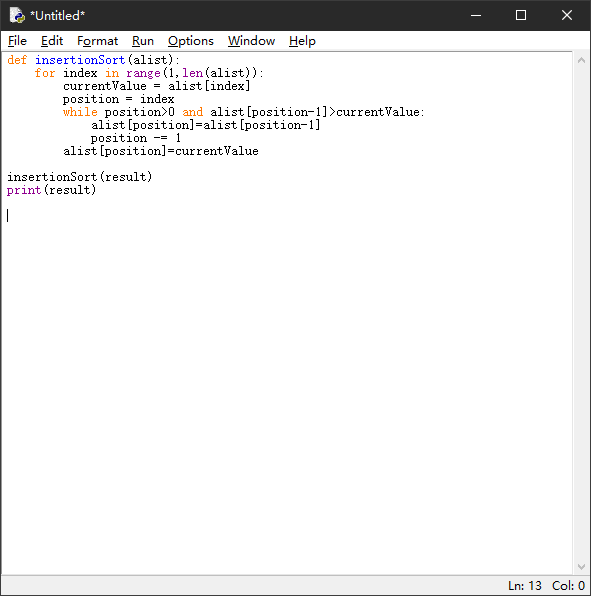 *Untitled*
File Edit Format Run Options Window Help
def insertionSort(alist):
    for index in range(1,len(alist)):
        currentValue = alist[index]
        position = index
        while position>0 and alist[position-1]>currentValue:
            alist[position]=alist[position-1]
            position -= 1
        alist[position]=currentValue

insertionSort(result)
print(result)
Ln: 13 Col: 0